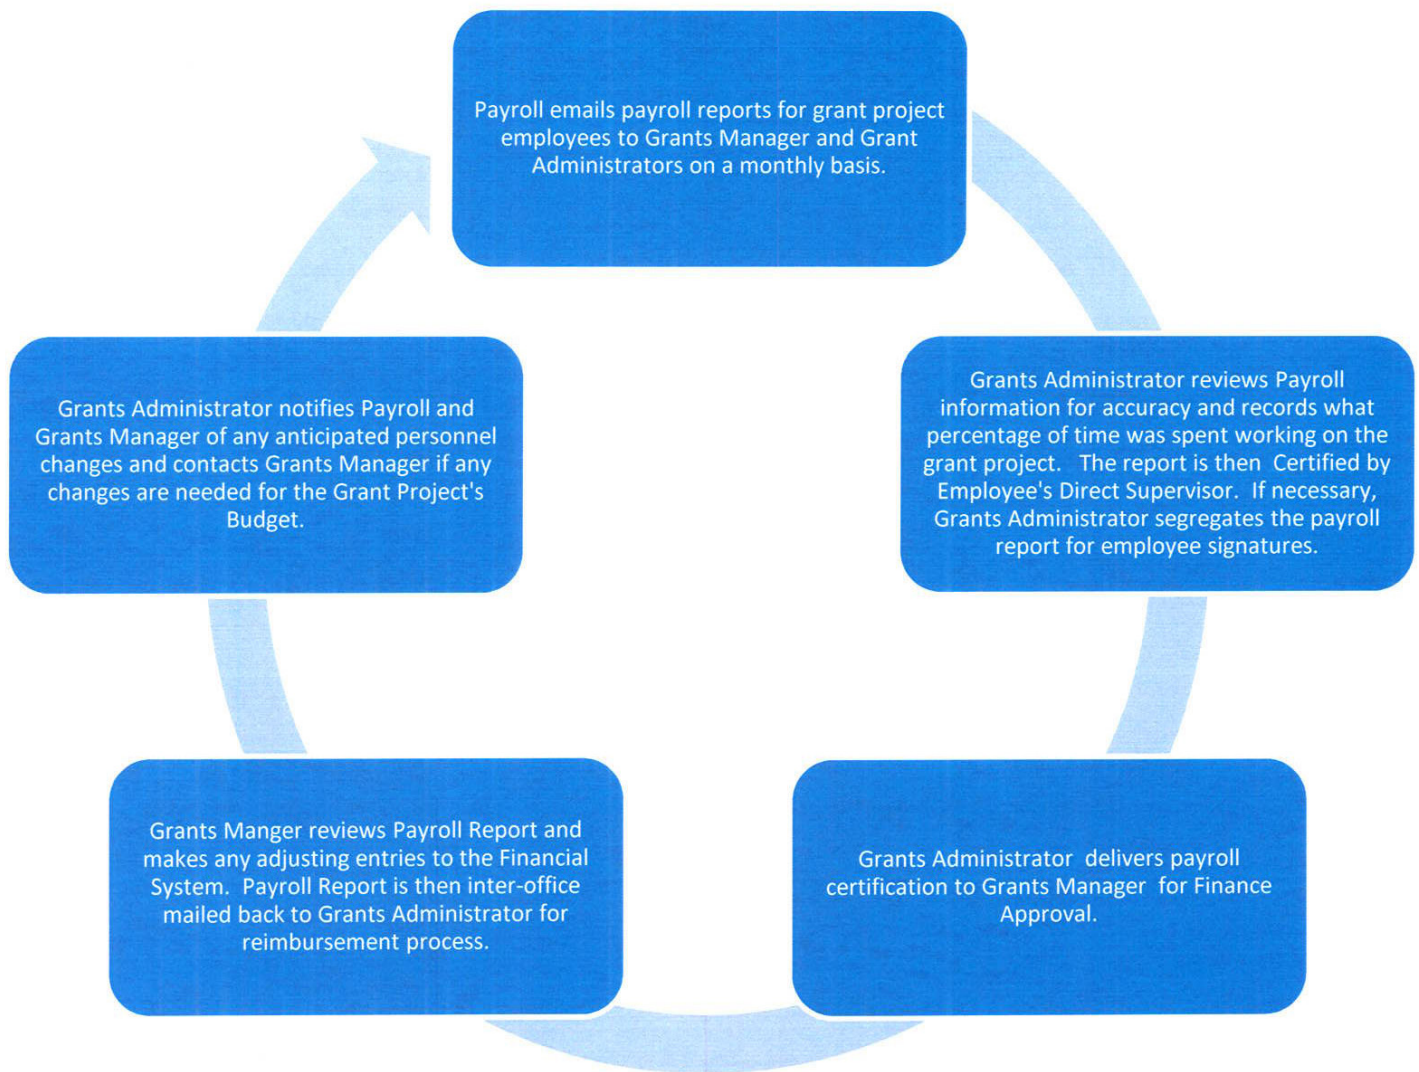 Payroll emails payroll reports for grant project
employees to Grants Manager and Grant
Administrators on a monthly basis.
Grants Administrator reviews Payroll
information for accuracy and records what
percentage of time was spent working on the
grant project.   The report is then  Certified by
Employee's Direct Supervisor.  If necessary,
Grants Administrator segregates the payroll
report for employee signatures.
Grants Administrator  delivers payroll
certification to Grants Manager  for Finance
Approval.
Grants Manger reviews Payroll Report and
makes any adjusting entries to the Financial
System.  Payroll Report is then inter-office
mailed back to Grants Administrator for
reimbursement process.
Grants Administrator notifies Payroll and
Grants Manager of any anticipated personnel
changes and contacts Grants Manager if any
changes are needed for the Grant Project's
Budget.